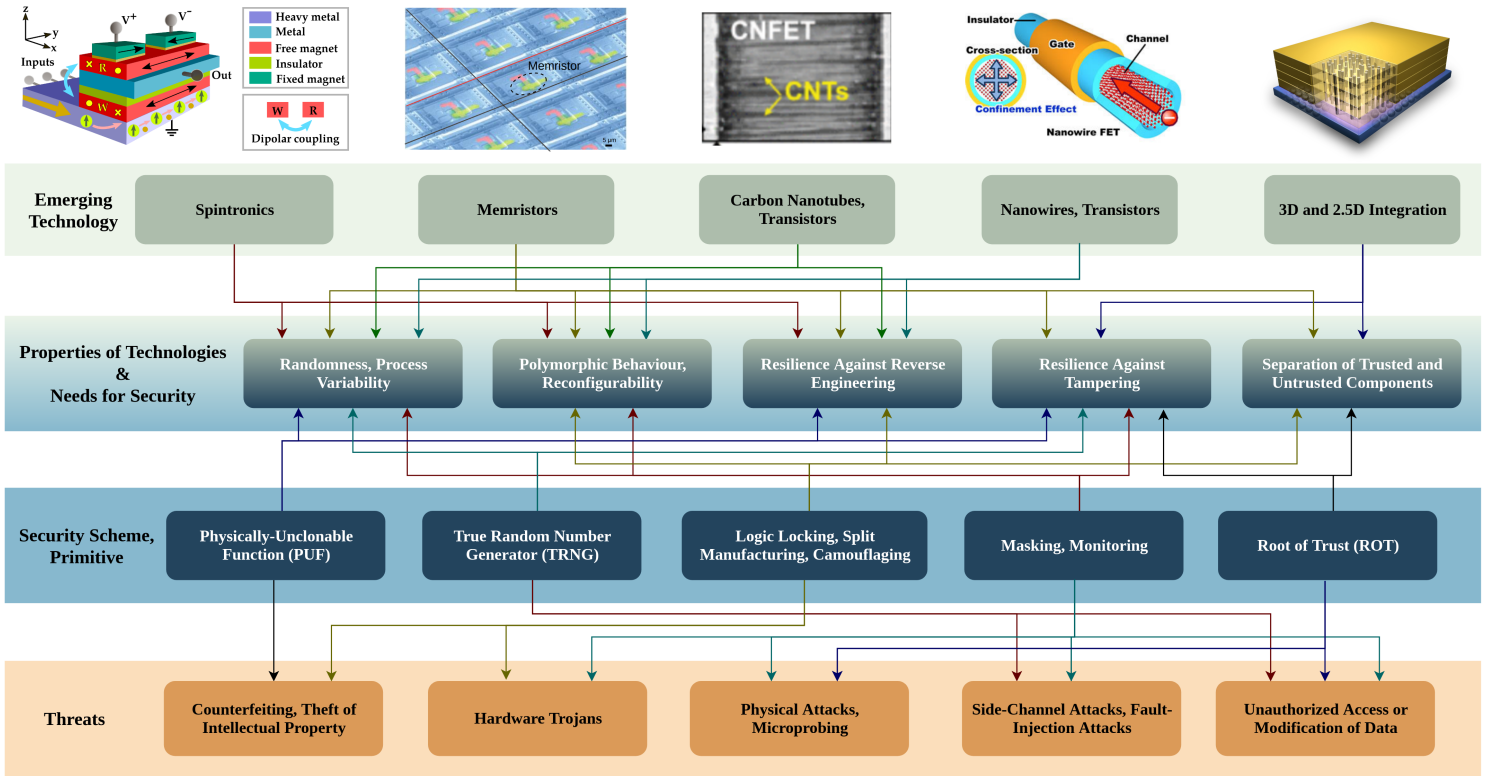 z
y
x
V+
V-
Inputs
R
W
Out
Heavy metal
Metal
Free magnet
Insulator
Fixed magnet
W R
Dipolar coupling
Memristor
5 µm
CNFET
CNTs
Insulator
Gate
Channel
Cross-section
Confinement Effect
Nanowire FET
Emerging
Technology
Spintronics
Memristors
Carbon Nanotubes,
Transistors
Nanowires, Transistors
3D and 2.5D Integration
Properties of Technologies
&
Needs for Security
Randomness, Process
Variability
Polymorphic Behaviour,
Reconfigurability
Resilience Against Reverse
Engineering
Resilience Against
Tampering
Separation of Trusted and
Untrusted Components
Security Scheme,
Primitive
Physically-Unclonable
Function (PUF)
True Random Number
Generator (TRNG)
Logic Locking, Split
Manufacturing, Camouflaging
Masking, Monitoring
Root of Trust (ROT)
Threats
Counterfeiting, Theft of
Intellectual Property
Hardware Trojans
Physical Attacks,
Microprobing
Side-Channel Attacks, Fault-
Injection Attacks
Unauthorized Access or
Modification of Data